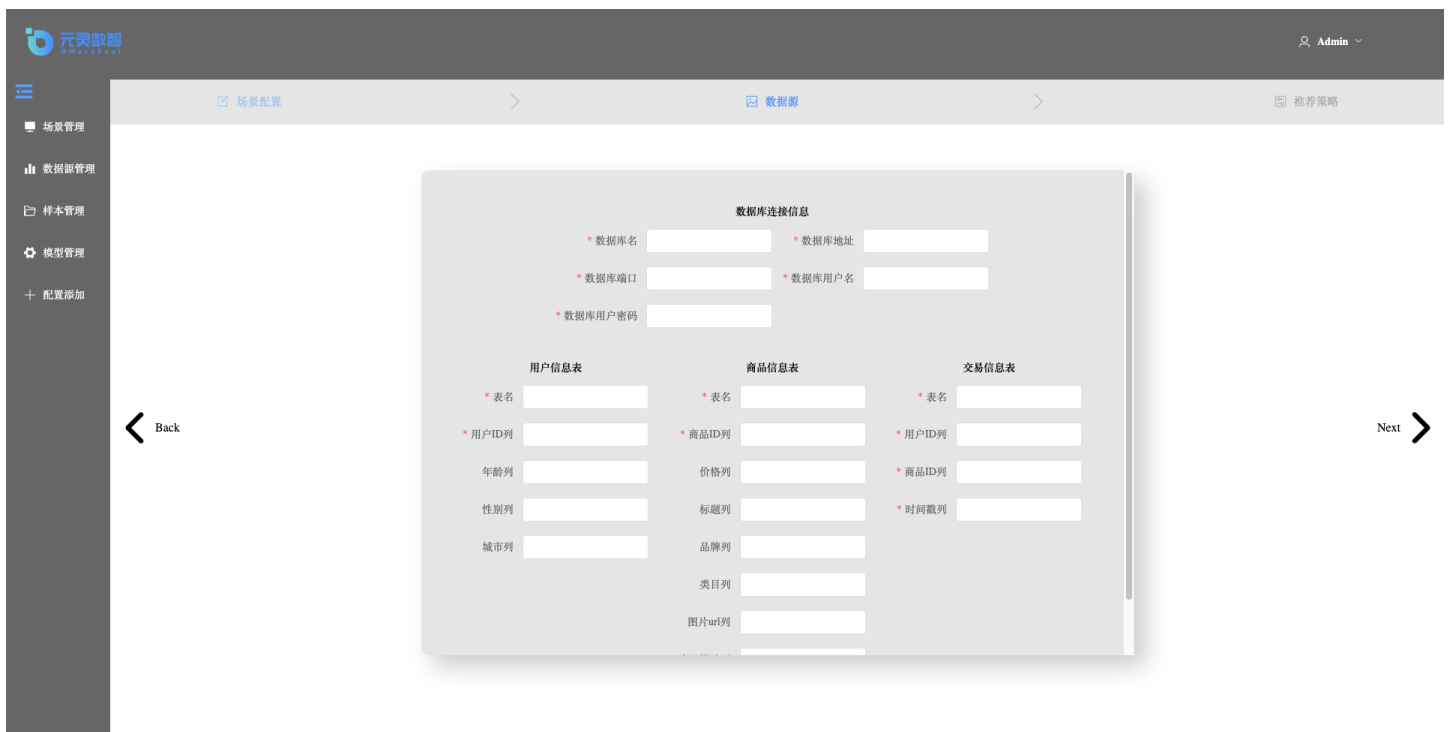 元灵数智
DMetaSoul
Admin
场景配置
数据源
推荐策略
场景管理
数据源管理
样本管理
模型管理
配置添加
数据库连接信息
* 数据库名
* 数据库地址
* 数据库端口
* 数据库用户名
* 数据库用户密码
用户信息表
商品信息表
交易信息表
* 表名
* 表名
* 表名
* 用户ID列
* 商品ID列
* 用户ID列
年龄列
价格列
* 商品ID列
性别列
标题列
* 时间戳列
城市列
品牌列
类目列
图片url列
Back
Next